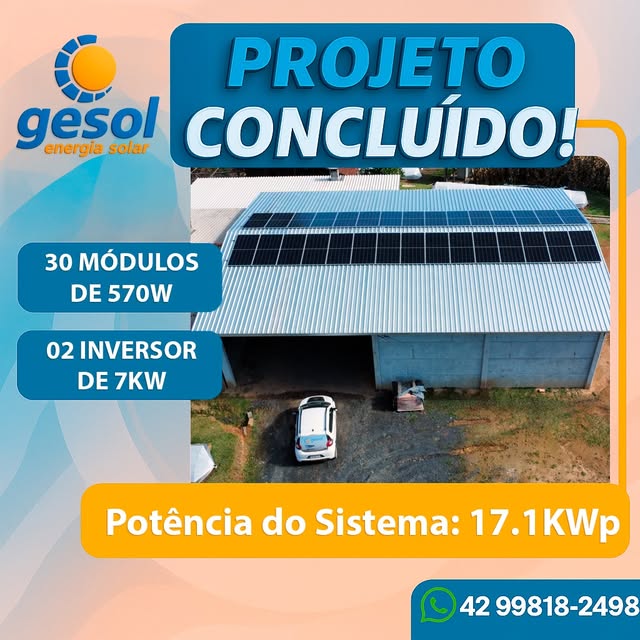 gesol
energia solar
PROJETO
CONCLUÍDO!
30 MÓDULOS
DE 570W
02 INVERSOR
DE 7KW
Potência do Sistema: 17.1KWp
42 99818-2498